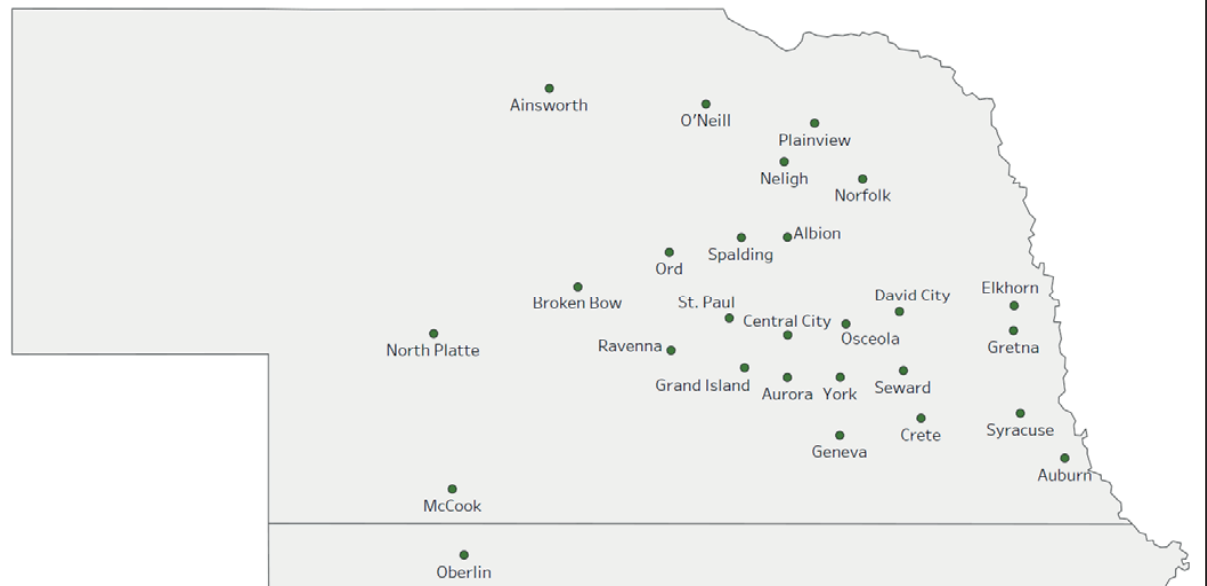 Ainsworth
O'Neill
Plainview
Neligh
Norfolk
Albion
Spalding
Ord
Elkhorn
David City
Broken Bow
St. Paul
Central City
Osceola
Ravenna
North Platte
Gretna
Grand Island
Aurora
York
Seward
Syracuse
Crete
Geneva
Auburn
McCook
Oberlin